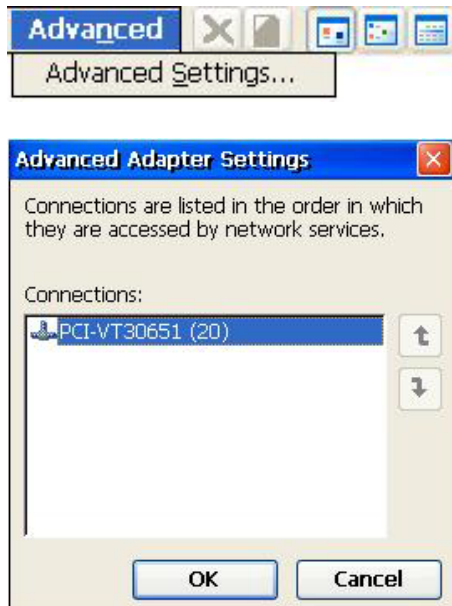 Advanced
Advanced Settings...
Advanced Adapter Settings
Connections are listed in the order in which
they are accessed by network services.
Connections:
PCI-VT30651 (20)
OK
Cancel